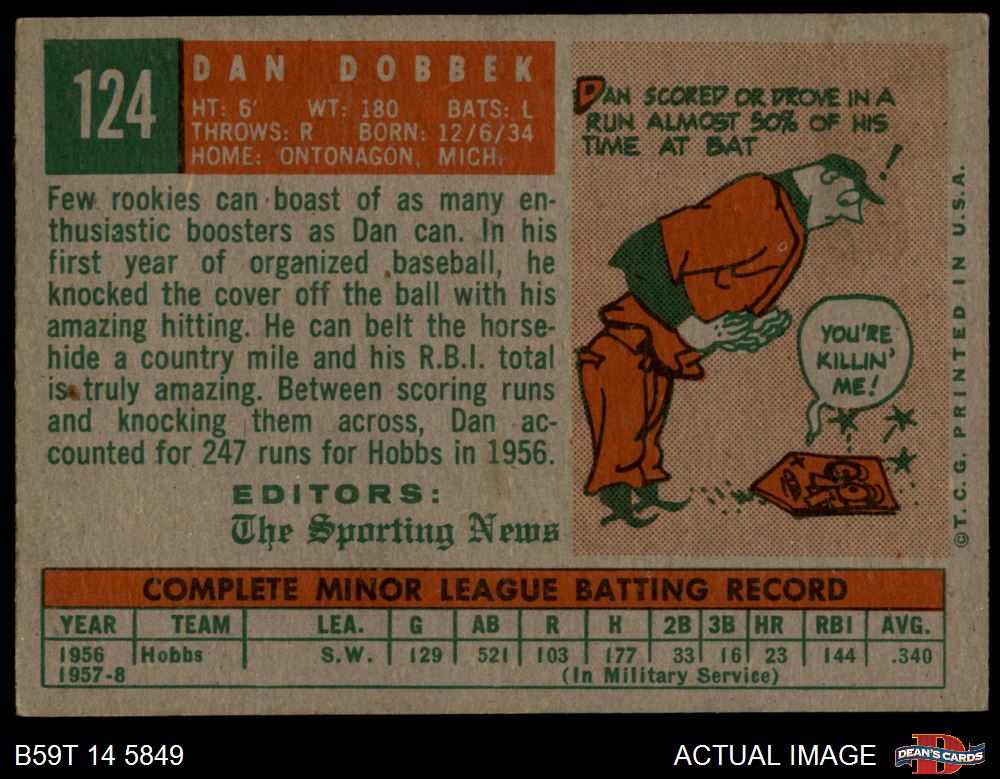 124
DAN DOBBEK
HT: 6' WT: 180 BATS: L
THROWS: R BORN: 12/6/34
HOME: ONTONAGON, MICH.
Few rookies can boast of as many en-
thusiastic boosters as Dan can. In his
first year of organized baseball, he
knocked the cover off the ball with his
amazing hitting. He can belt the horse-
hide a country mile and his R.B.I. total
is truly amazing. Between scoring runs
and knocking them across, Dan ac-
counted for 247 runs for Hobbs in 1956.
EDITORS:
The Sporting News
DAN SCORED OR DROVE IN A
RUN ALMOST 50% OF HIS
TIME AT BAT
!
YOU'RE
KILLIN'
ME!
©T.C.G. PRINTED IN U.S.A.
COMPLETE MINOR LEAGUE BATTING RECORD
YEAR TEAM LEA. G AB R H 2B 3B HR RBI AVG.
1956 Hobbs S.W. 129 521 103 177 33 16 23 144 .340
1957-8 (In Military Service)
B59T 14 5849
ACTUAL IMAGE
D
DEAN'S CARDS